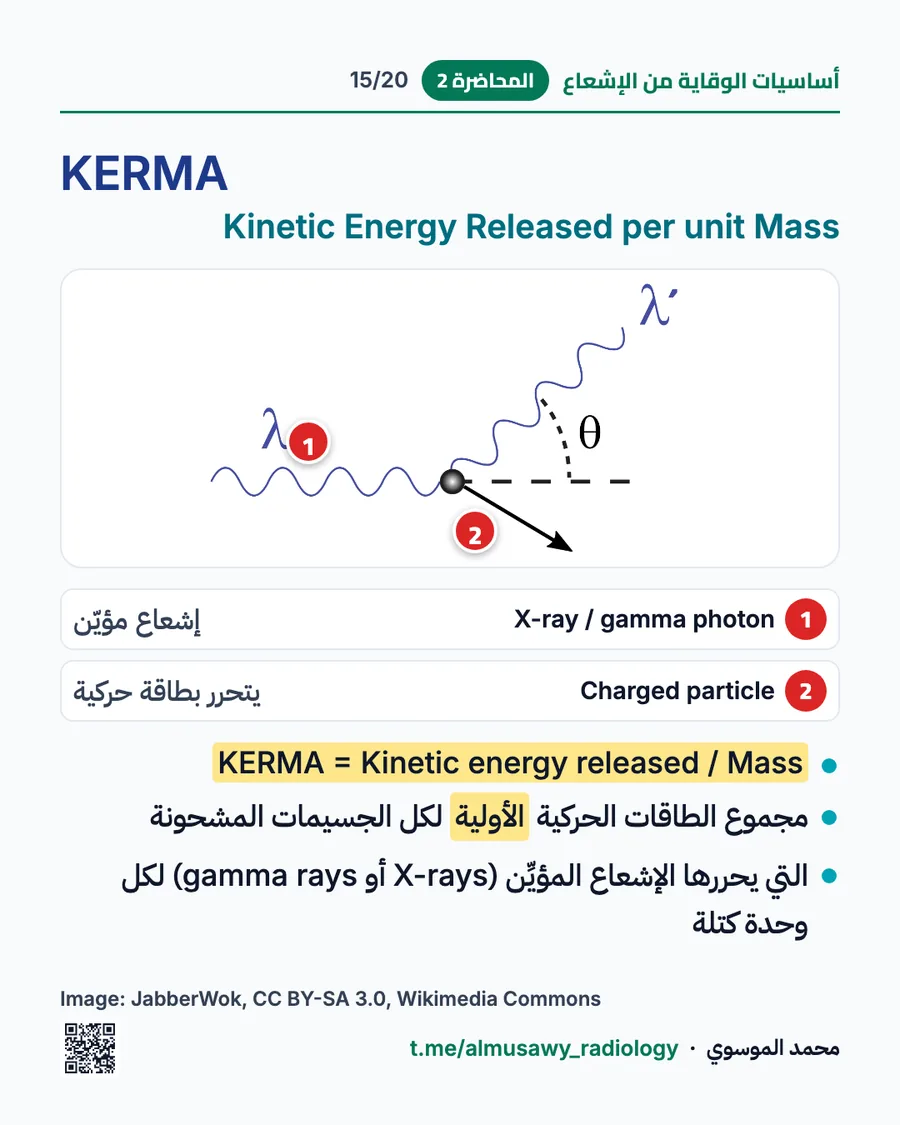 أساسيات الوقاية من الإشعاع المحاضرة 2 15/20
KERMA
Kinetic Energy Released per unit Mass
λ′
λ 1
θ
2
1 X-ray / gamma photon إشعاع مؤيّن
2 Charged particle يتحرر بطاقة حركية
KERMA = Kinetic energy released / Mass
مجموع الطاقات الحركية الأولية لكل الجسيمات المشحونة
التي يحررها الإشعاع المؤيِّن (X-rays أو gamma rays) لكل
وحدة كتلة
Image: JabberWok, CC BY-SA 3.0, Wikimedia Commons
محمد الموسوي · t.me/almusawy_radiology